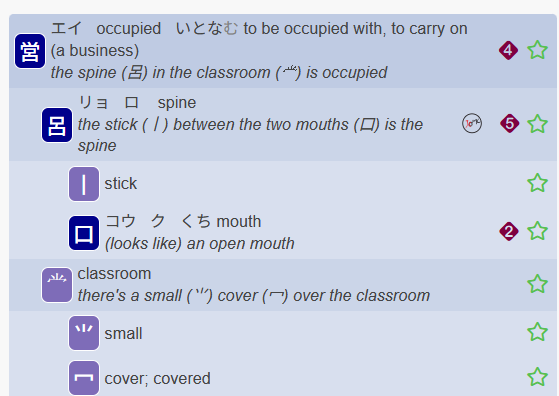 営 エイ occupied いとなむ to be occupied with, to carry on
(a business)
the spine (呂) in the classroom (⺍冖) is occupied
4
呂 リョ ロ spine
the stick (丨) between the two mouths (口) is the
spine
5
丨 stick
口 コウ ク くち mouth
(looks like) an open mouth
2
classroom
there's a small (⺍) cover (冖) over the classroom
⺍ small
冖 cover; covered